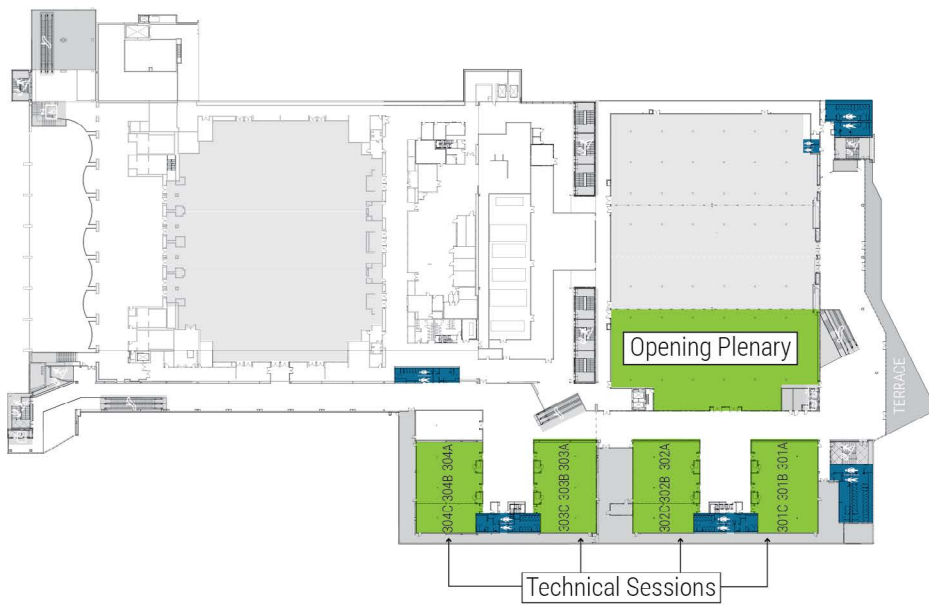 Opening Plenary
TERRACE
304C 304B 304A
303C 303B 303A
302C 302B 302A
301C 301B 301A
Technical Sessions